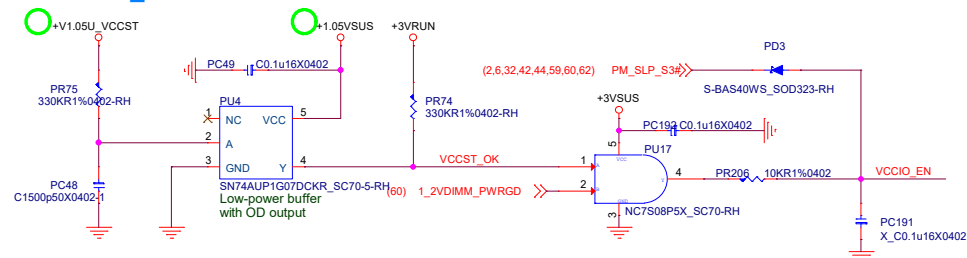 +V1.05U_VCCST
+1.05VSUS
+3VRUN
PC49
C0.1u16X0402
(2,6,32,42,44,59,60,62)
PM_SLP_S3#
PD3
S-BAS40WS_SOD323-RH
PR75
330KR1%0402-RH
PU4
1
NC
VCC
5
2
A
3
GND
Y
4
SN74AUP1G07DCKR_SC70-5-RH
Low-power buffer
with OD output
PR74
330KR1%0402-RH
+3VSUS
PC192
C0.1u16X0402
5
VCC
PU17
VCCST_OK
1
A
(60)
1_2VDIMM_PWRGD
2
B
Y
4
GND
3
NC7S08P5X_SC70-RH
PR206
10KR1%0402
VCCIO_EN
PC48
C1500p50X0402-1
PC191
X_C0.1u16X0402